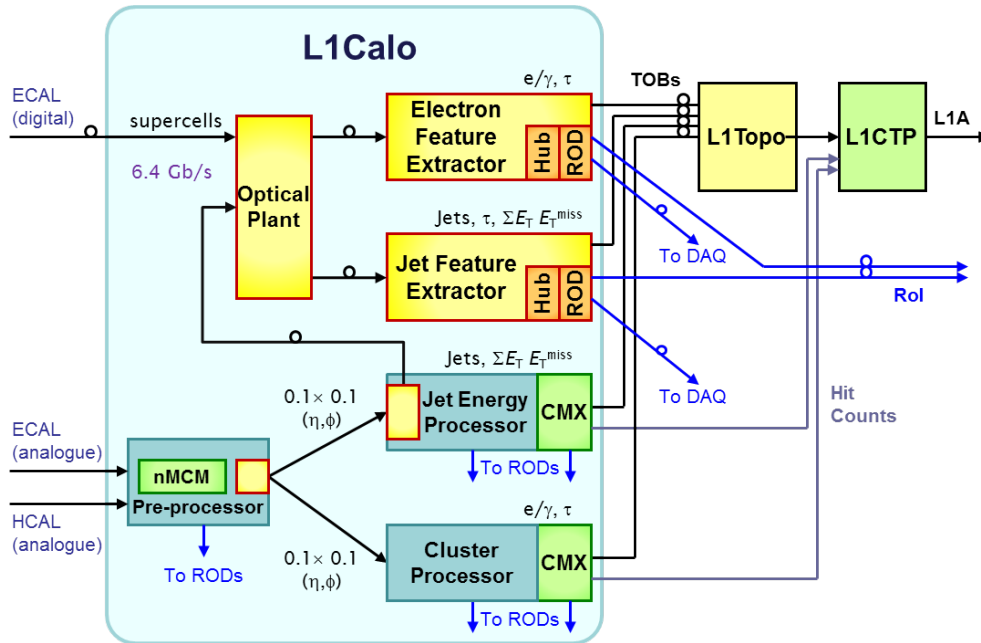 L1Calo
ECAL
(digital)
supercells
6.4 Gb/s
Optical
Plant
e/γ, τ
Electron
Feature
Extractor
Hub
ROD
TOBs
L1Topo
L1CTP
L1A
To DAQ
Jets, τ, ΣE_T E_T^miss
Jet Feature
Extractor
Hub
ROD
RoI
To DAQ
Hit
Counts
Jets, ΣE_T E_T^miss
Jet Energy
Processor
CMX
To RODs
0.1× 0.1
(η,ϕ)
ECAL
(analogue)
HCAL
(analogue)
nMCM
Pre-processor
To RODs
0.1× 0.1
(η,ϕ)
e/γ, τ
Cluster
Processor
CMX
To RODs